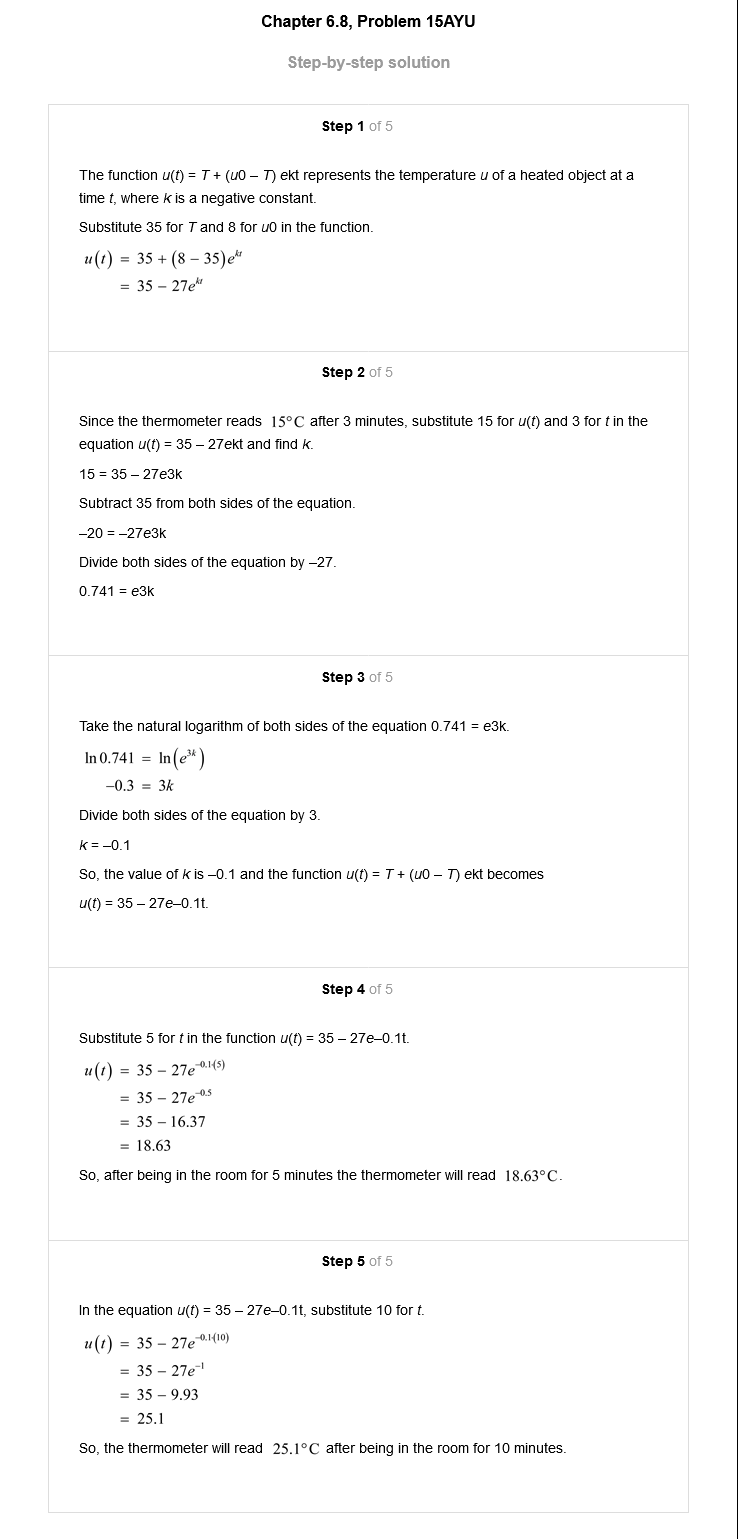 Chapter 6.8, Problem 15AYU
Step-by-step solution
Step 1 of 5
The function u(t) = T + (u0 – T) ekt represents the temperature u of a heated object at a
time t, where k is a negative constant.
Substitute 35 for T and 8 for u0 in the function.
u(t) = 35 + (8 − 35)e^{kt}
= 35 − 27e^{kt}
Step 2 of 5
Since the thermometer reads 15°C after 3 minutes, substitute 15 for u(t) and 3 for t in the
equation u(t) = 35 – 27ekt and find k.
15 = 35 – 27e3k
Subtract 35 from both sides of the equation.
–20 = –27e3k
Divide both sides of the equation by –27.
0.741 = e3k
Step 3 of 5
Take the natural logarithm of both sides of the equation 0.741 = e3k.
ln 0.741 = ln(e^{3k})
−0.3 = 3k
Divide both sides of the equation by 3.
k = –0.1
So, the value of k is –0.1 and the function u(t) = T + (u0 – T) ekt becomes
u(t) = 35 – 27e–0.1t.
Step 4 of 5
Substitute 5 for t in the function u(t) = 35 – 27e–0.1t.
u(t) = 35 − 27e^{−0.1(5)}
= 35 − 27e^{−0.5}
= 35 − 16.37
= 18.63
So, after being in the room for 5 minutes the thermometer will read 18.63°C.
Step 5 of 5
In the equation u(t) = 35 – 27e–0.1t, substitute 10 for t.
u(t) = 35 − 27e^{−0.1(10)}
= 35 − 27e^{−1}
= 35 − 9.93
= 25.1
So, the thermometer will read 25.1°C after being in the room for 10 minutes.